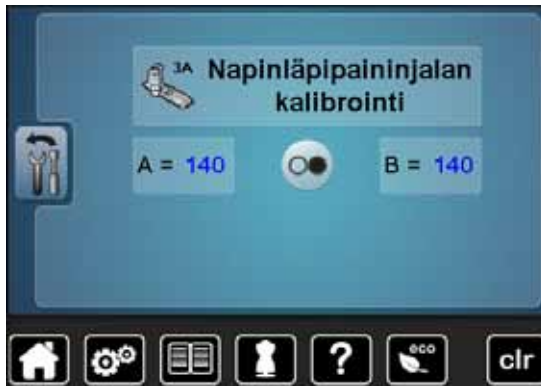 3A Napinläpipaininjalan
kalibrointi
A = 140 B = 140
? eco clr